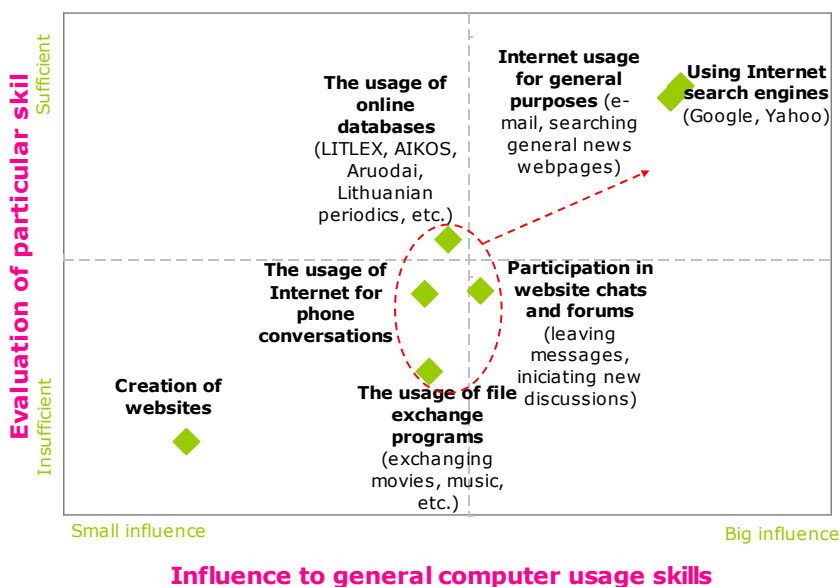 Evaluation of particular skil
Sufficient
Insufficient
The usage of
online
databases
(LITLEX, AIKOS,
Aruodai,
Lithuanian
periodics, etc.)
Internet usage
for general
purposes (e-
mail, searching
general news
webpages)
Using Internet
search engines
(Google, Yahoo)
The usage of
Internet for
phone
conversations
Participation in
website chats
and forums
(leaving
messages,
iniciating new
discussions)
Creation of
websites
The usage of file
exchange
programs
(exchanging
movies, music,
etc.)
Small influence
Big influence
Influence to general computer usage skills